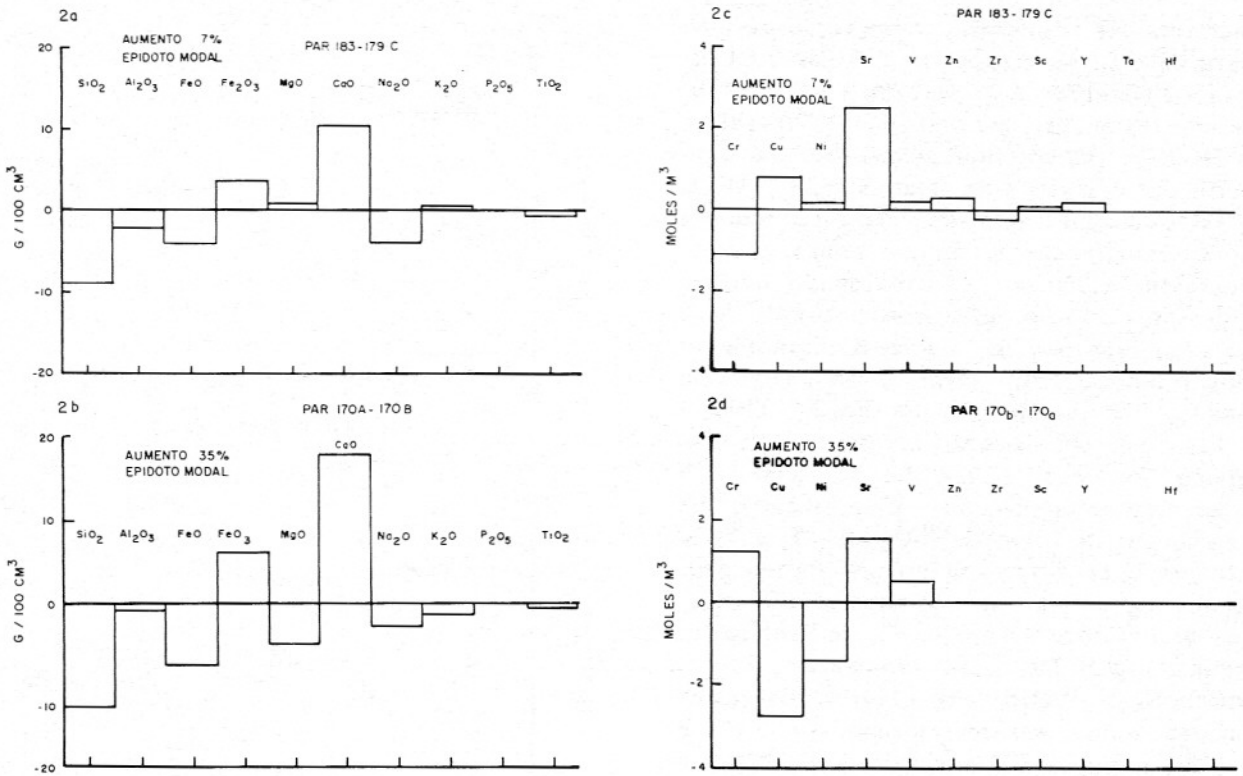 2a
PAR 183-179 C
AUMENTO 7%
EPIDOTO MODAL
SiO2 Al2O3 FeO Fe2O3 MgO CaO Na2O K2O P2O5 TiO2
20
10
0
-10
-20
G / 100 CM3
2c
PAR 183-179 C
Sr V Zn Zr Sc Y Ta Hf
AUMENTO 7%
EPIDOTO MODAL
Cr Cu Ni
4
2
0
-2
-4
MOLES / M3
2b
PAR 170A-170B
AUMENTO 35%
EPIDOTO MODAL
CaO
SiO2 Al2O3 FeO FeO3 MgO Na2O K2O P2O5 TiO2
20
10
0
-10
-20
G / 100 CM3
2d
PAR 170b-170a
AUMENTO 35%
EPIDOTO MODAL
Cr Cu Ni Sr V Zn Zr Sc Y Hf
4
2
0
-2
-4
MOLES / M3